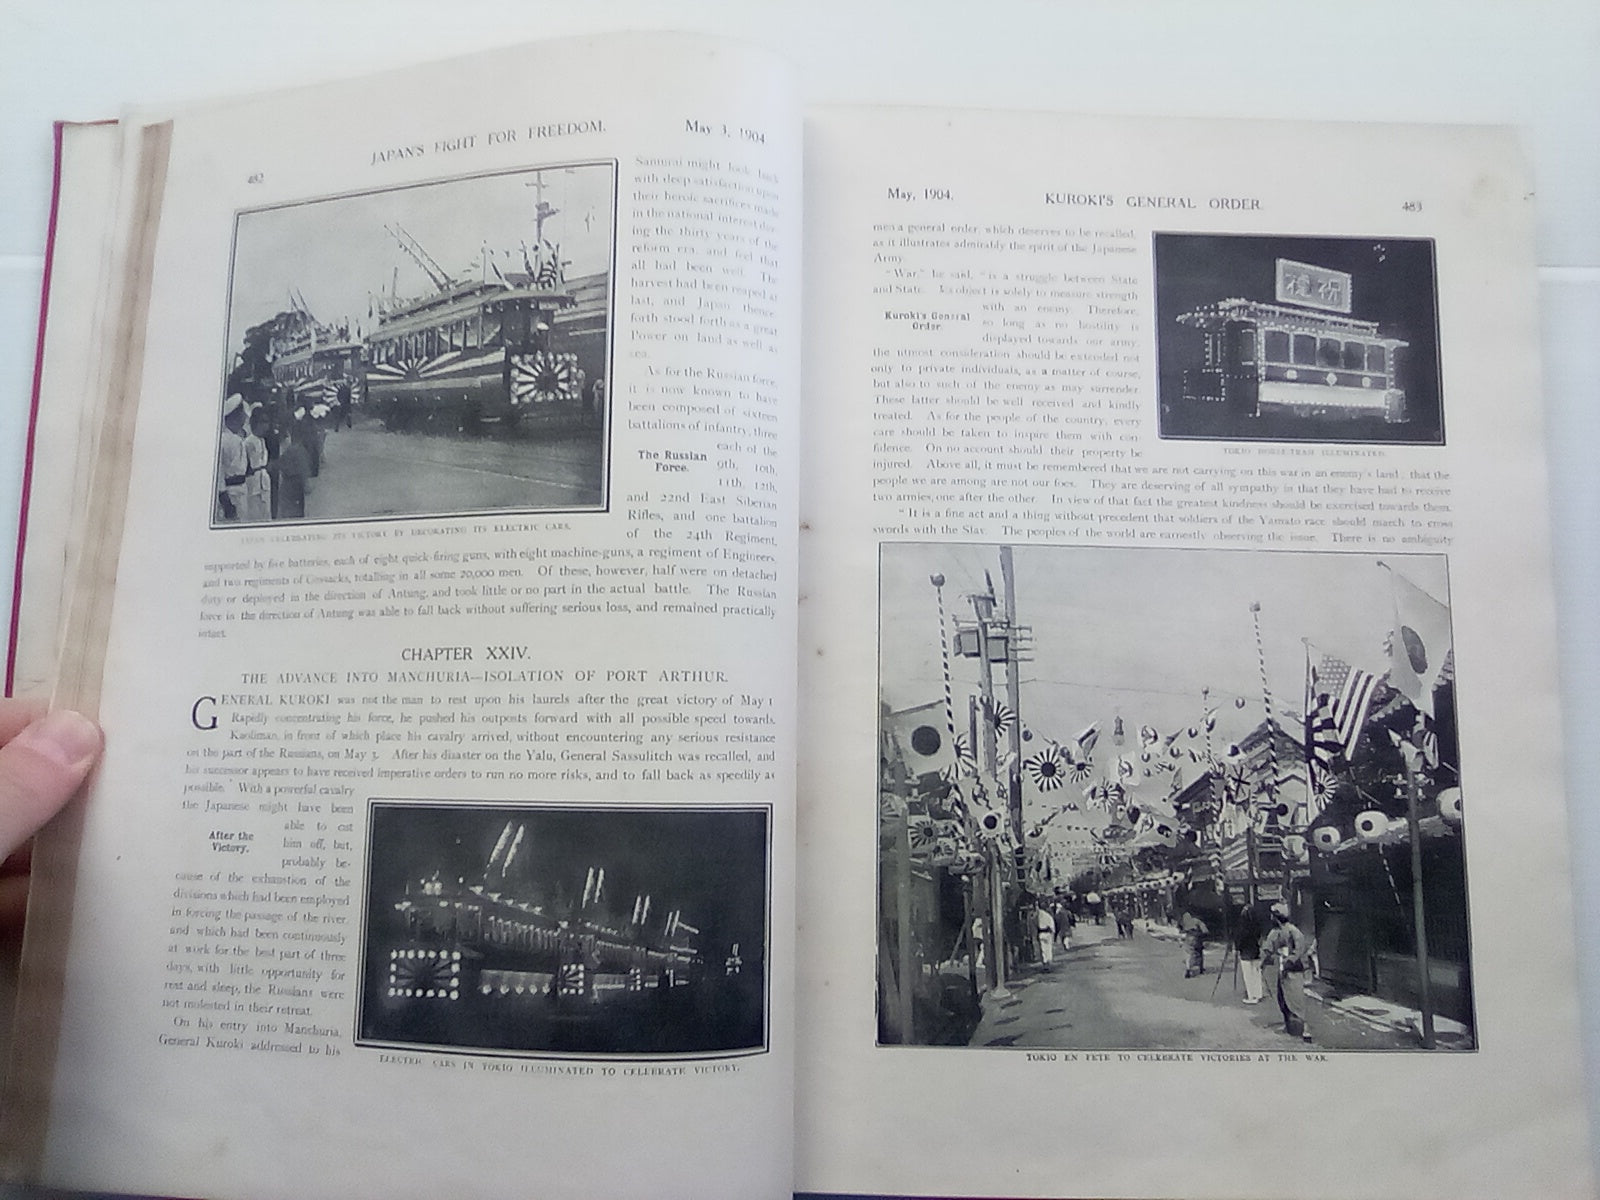 482
JAPAN'S FIGHT FOR FREEDOM.
May 3, 1904
Samurai might look back
with deep satisfaction upon
their heroic sacrifices made
in the national interest dur-
ing the thirty years of the
reform era, and feel that
all had been well. The
harvest had been reaped at
last, and Japan thence-
forth stood forth as a great
Power on land as well as
sea.
As for the Russian force,
it is now known to have
been composed of sixteen
battalions of infantry, three
The Russian
Force.
each of the
9th, 10th,
11th, 12th,
and 22nd East Siberian
Rifles, and one battalion
of the 24th Regiment,
JAPAN CELEBRATING ITS VICTORY BY DECORATING ITS ELECTRIC CARS.
supported by five batteries, each of eight quick-firing guns, with eight machine-guns, a regiment of Engineers,
and two regiments of Cossacks, totalling in all some 20,000 men. Of these, however, half were on detached
duty or deployed in the direction of Antung, and took little or no part in the actual battle. The Russian
force in the direction of Antung was able to fall back without suffering serious loss, and remained practically
intact.
CHAPTER XXIV.
THE ADVANCE INTO MANCHURIA—ISOLATION OF PORT ARTHUR.
GENERAL KUROKI was not the man to rest upon his laurels after the great victory of May 1
Rapidly concentrating his force, he pushed his outposts forward with all possible speed towards
Kaoliman, in front of which place his cavalry arrived, without encountering any serious resistance
on the part of the Russians, on May 3. After his disaster on the Yalu, General Sassulitch was recalled, and
his successor appears to have received imperative orders to run no more risks, and to fall back as speedily as
possible. With a powerful cavalry
the Japanese might have been
After the
Victory.
able to cut
him off, but,
probably be-
cause of the exhaustion of the
divisions which had been employed
in forcing the passage of the river,
and which had been continuously
at work for the best part of three
days, with little opportunity for
rest and sleep, the Russians were
not molested in their retreat.
On his entry into Manchuria,
General Kuroki addressed to his
ELECTRIC CARS IN TOKIO ILLUMINATED TO CELEBRATE VICTORY.
May, 1904.
KUROKI'S GENERAL ORDER.
483
men a general order, which deserves to be recalled,
as it illustrates admirably the spirit of the Japanese
Army.
"War," he said, "is a struggle between State
and State. Its object is solely to measure strength
Kuroki's General
Order.
with an enemy. Therefore,
so long as no hostility is
displayed towards our army,
the utmost consideration should be extended not
only to private individuals, as a matter of course,
but also to such of the enemy as may surrender.
These latter should be well received and kindly
treated. As for the people of the country, every
care should be taken to inspire them with con-
fidence. On no account should their property be
祝
TOKIO HORSE-TRAM ILLUMINATED.
injured. Above all, it must be remembered that we are not carrying on this war in an enemy's land; that the
people we are among are not our foes. They are deserving of all sympathy in that they have had to receive
two armies, one after the other. In view of that fact the greatest kindness should be exercised towards them.
"It is a fine act and a thing without precedent that soldiers of the Yamato race should march to cross
swords with the Slav. The peoples of the world are earnestly observing the issue. There is no ambiguity
TOKIO EN FETE TO CELEBRATE VICTORIES AT THE WAR.